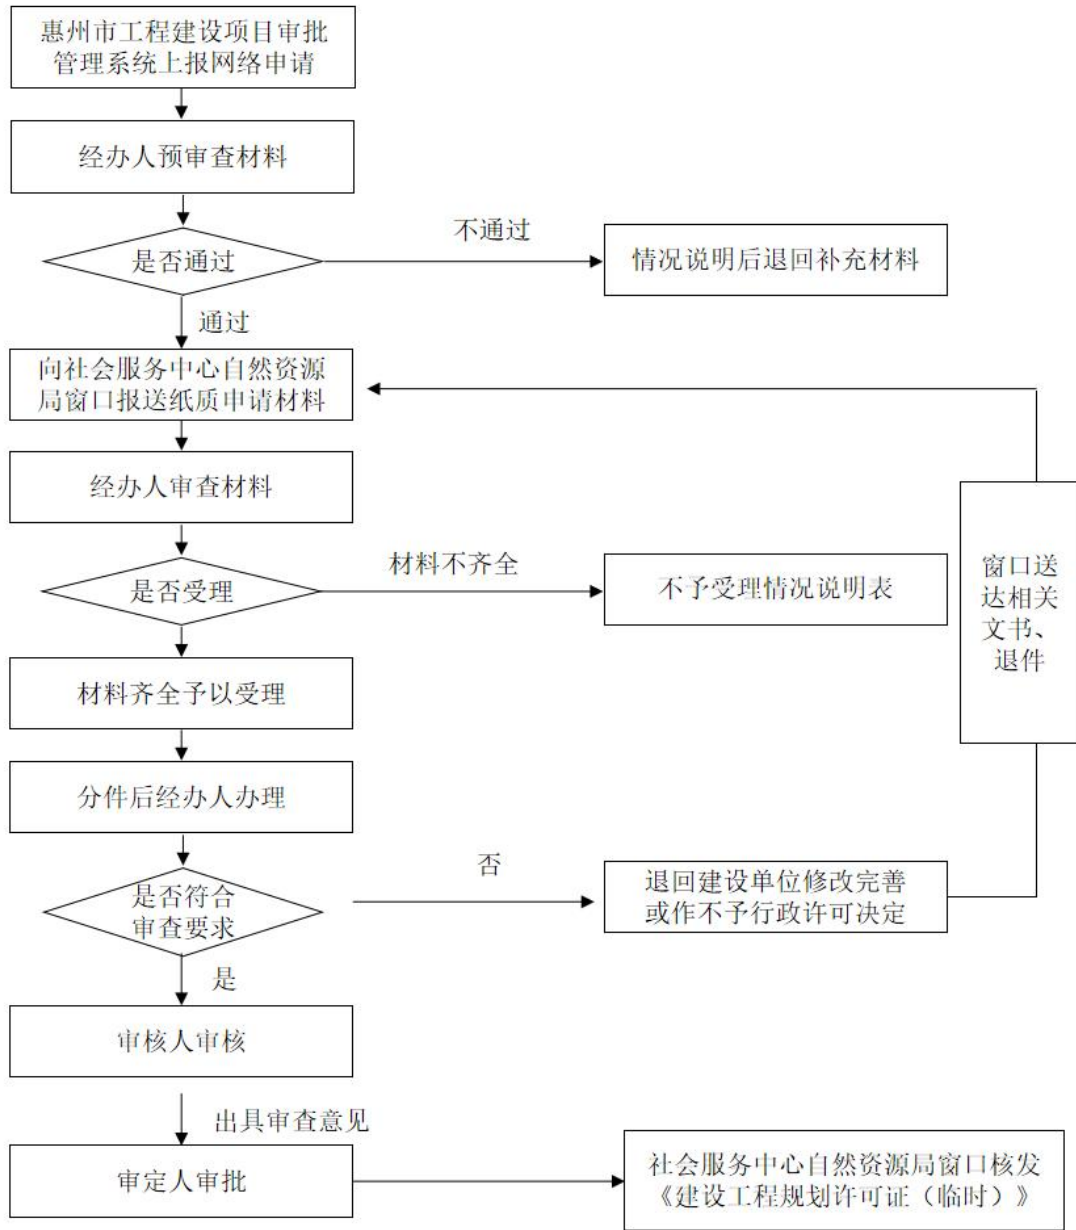 惠州市工程建设项目审批
管理系统上报网络申请
经办人预审查材料
是否通过
不通过
情况说明后退回补充材料
通过
向社会服务中心自然资源
局窗口报送纸质申请材料
经办人审查材料
是否受理
材料不齐全
不予受理情况说明表
窗口送
达相关
文书、
退件
材料齐全予以受理
分件后经办人办理
是否符合
审查要求
否
退回建设单位修改完善
或作不予行政许可决定
是
审核人审核
出具审查意见
审定人审批
社会服务中心自然资源局窗口核发
《建设工程规划许可证（临时）》